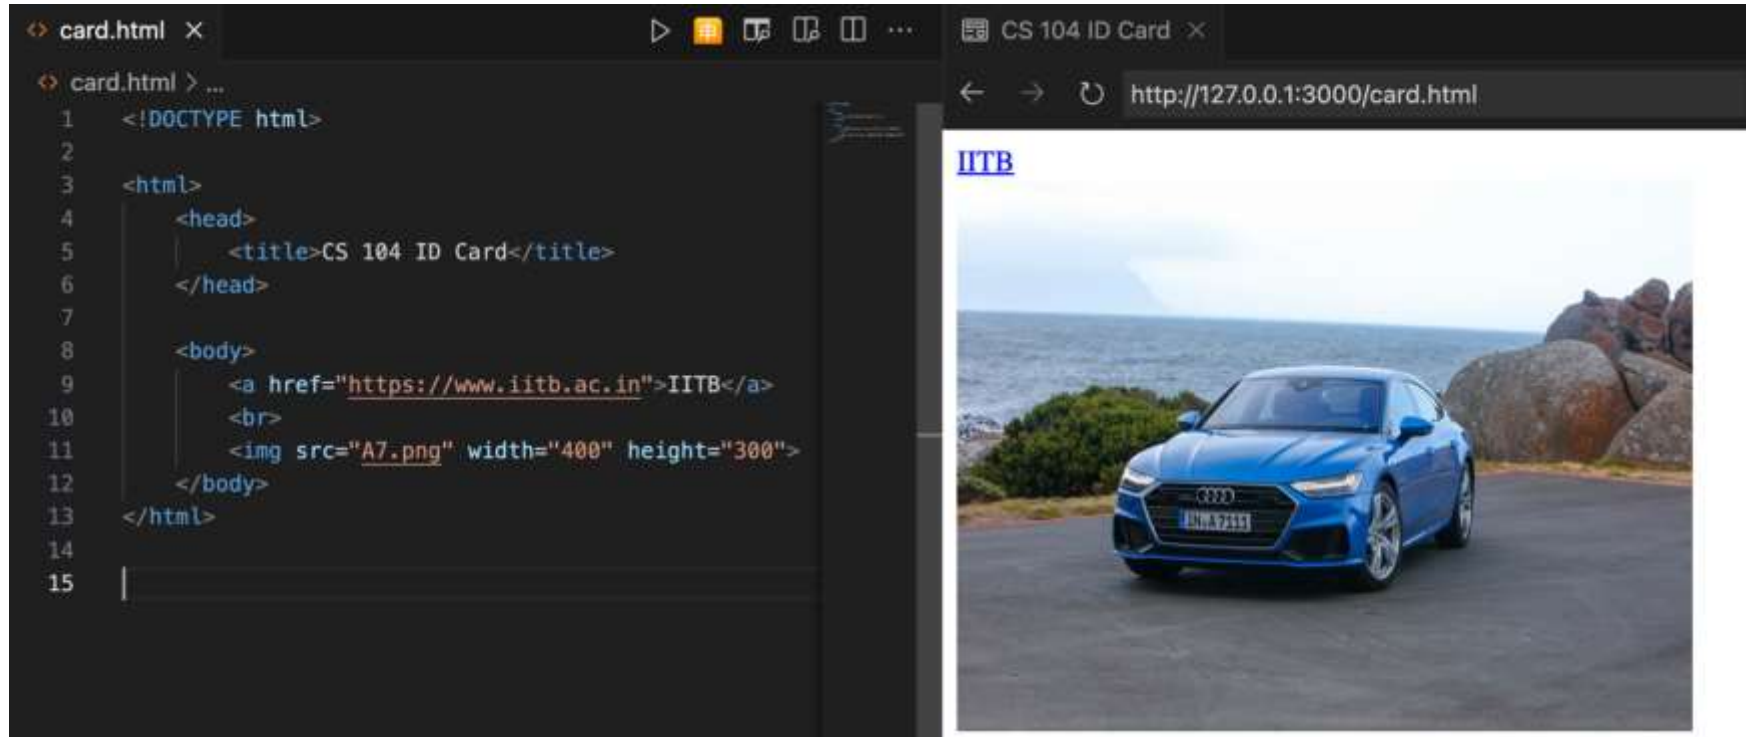 card.html
CS 104 ID Card
card.html > ...
http://127.0.0.1:3000/card.html
1 <!DOCTYPE html>
2
3 <html>
4 <head>
5 <title>CS 104 ID Card</title>
6 </head>
7
8 <body>
9 <a href="https://www.iitb.ac.in">IITB</a>
10 <br>
11 <img src="A7.png" width="400" height="300">
12 </body>
13 </html>
14
15
IITB
IN·A 7111